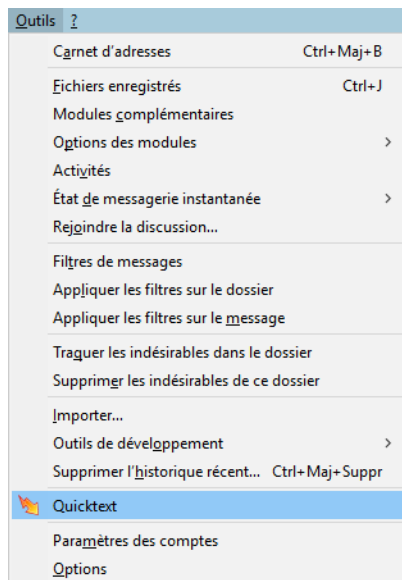 Outils ?
Carnet d'adresses Ctrl+Maj+B
Fichiers enregistrés Ctrl+J
Modules complémentaires
Options des modules
Activités
État de messagerie instantanée
Rejoindre la discussion...
Filtres de messages
Appliquer les filtres sur le dossier
Appliquer les filtres sur le message
Traquer les indésirables dans le dossier
Supprimer les indésirables de ce dossier
Importer...
Outils de développement
Supprimer l'historique récent... Ctrl+Maj+Suppr
Quicktext
Paramètres des comptes
Options